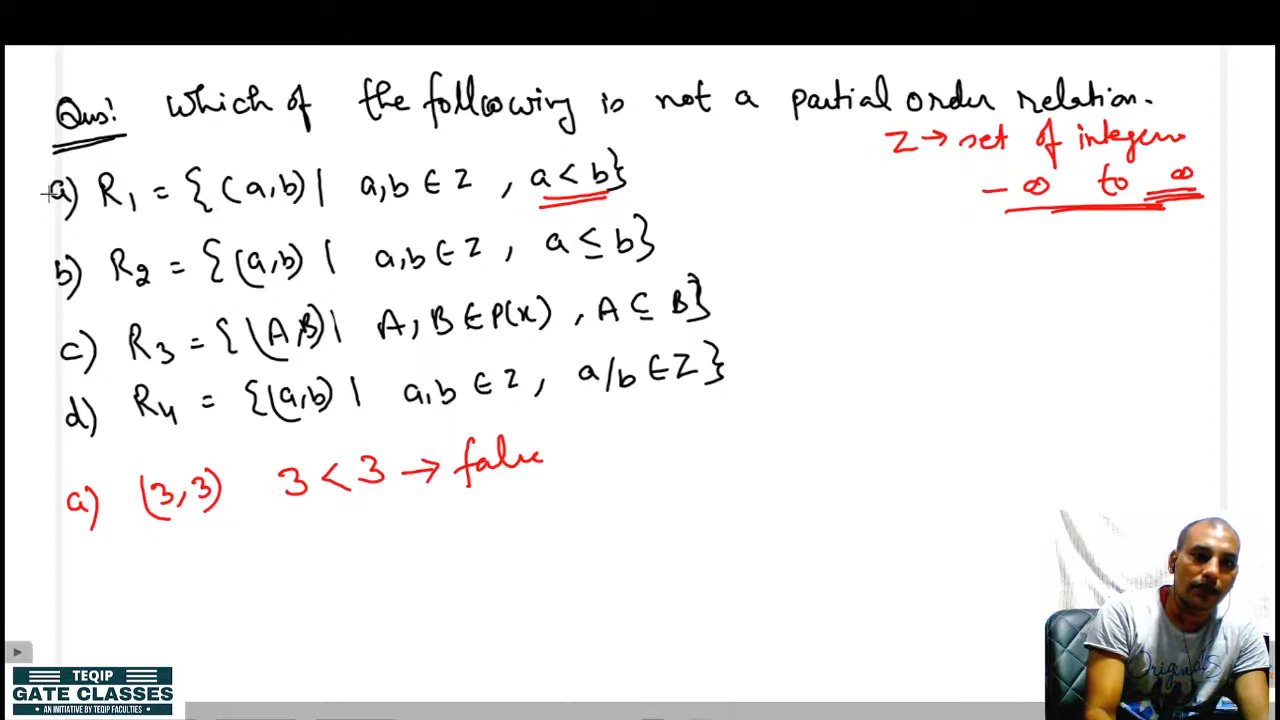 Qus: Which of the following is not a partial order relation.
Z → set of integers
- ∞ to ∞
a) R1 = {(a,b) | a,b ∈ Z , a < b}
b) R2 = {(a,b) | a,b ∈ Z , a ≤ b}
c) R3 = {(A,B) | A, B ∈ P(x) , A ⊆ B}
d) R4 = {(a,b) | a,b ∈ Z , a/b ∈ Z}
a) (3,3) 3 < 3 → false
Originals
TEQIP
GATE CLASSES
AN INITIATIVE BY TEQIP FACULTIES